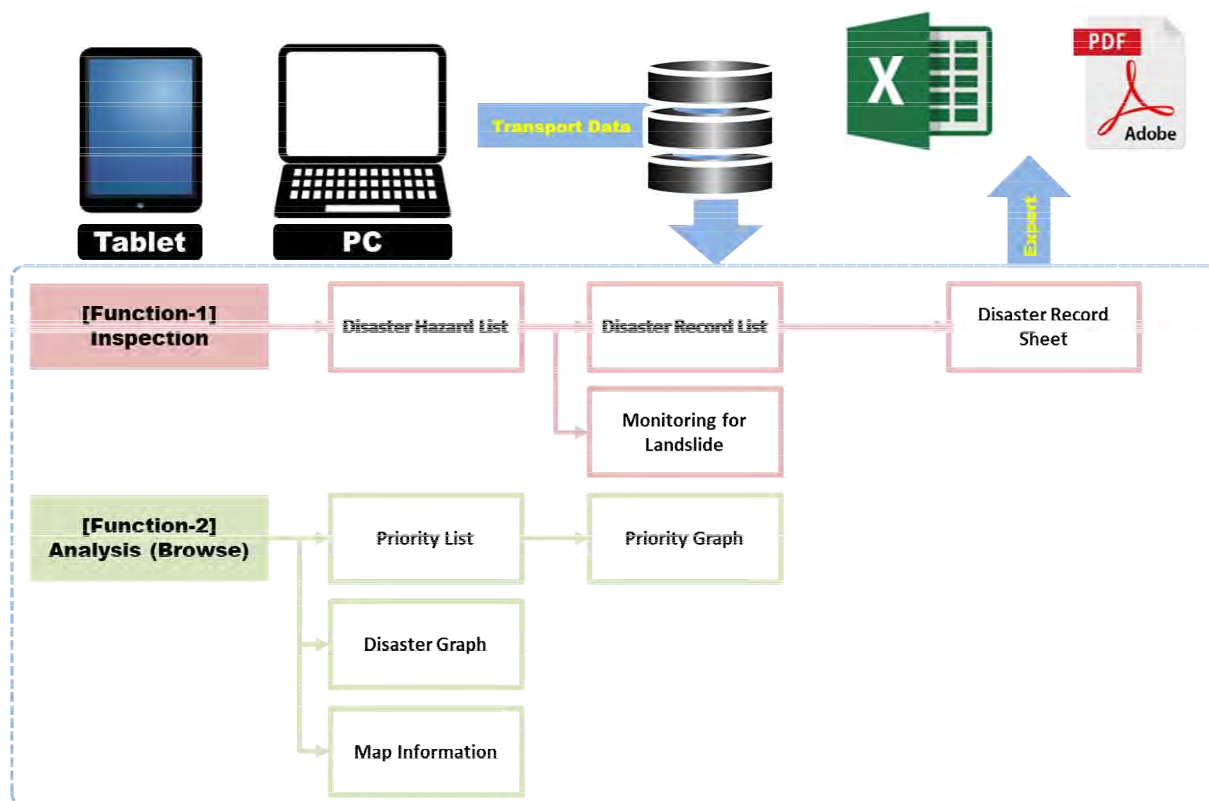 PDF
X
Adobe
Transport Data
Tablet
PC
Export
[Function-1]
Inspection
Disaster Hazard List
Disaster Record List
Disaster Record
Sheet
Monitoring for
Landslide
[Function-2]
Analysis (Browse)
Priority List
Priority Graph
Disaster Graph
Map Information